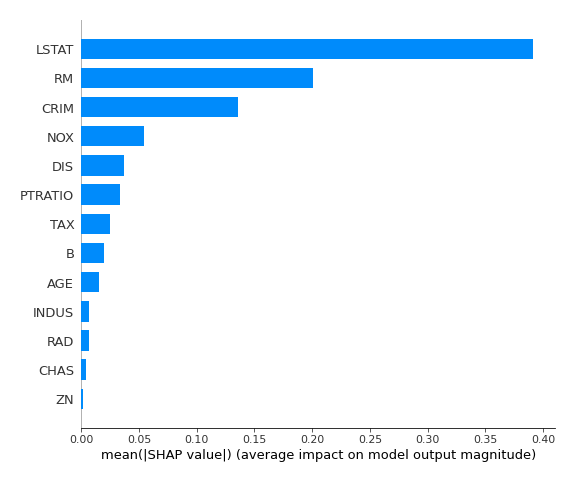 LSTAT
RM
CRIM
NOX
DIS
PTRATIO
TAX
B
AGE
INDUS
RAD
CHAS
ZN
0.00 0.05 0.10 0.15 0.20 0.25 0.30 0.35 0.40
mean(|SHAP value|) (average impact on model output magnitude)